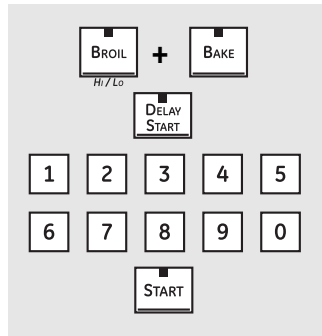 BROIL + BAKE
HI / LO
DELAY
START
1 2 3 4 5
6 7 8 9 0
START